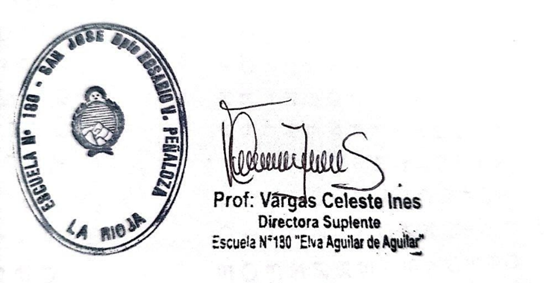 ESCUELA Nº 180 - SAN JOSE Dpto ROSARIO V. PEÑALOZA
LA RIOJA
Prof: Vargas Celeste Ines
Directora Suplente
Escuela N°180 "Elva Aguilar de Aguilar"